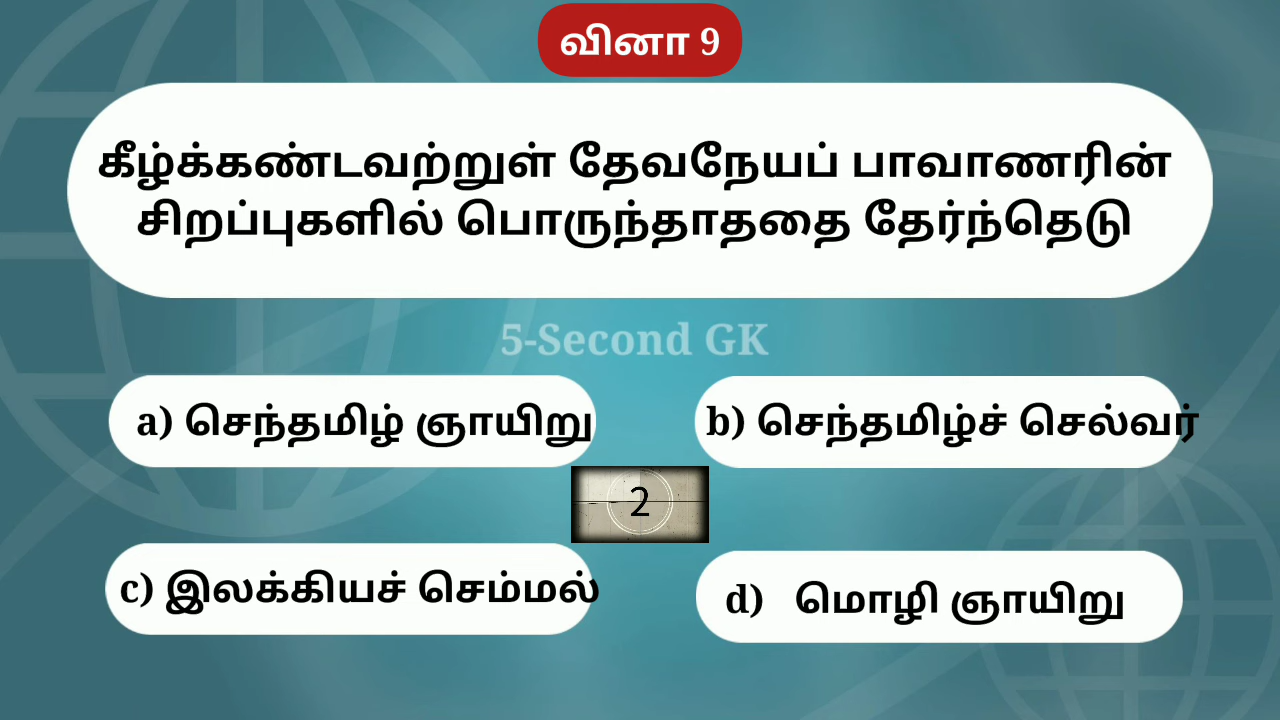 வினா 9
கீழ்க்கண்டவற்றுள் தேவநேயப் பாவாணரின்
சிறப்புகளில் பொருந்தாததை தேர்ந்தெடு
5-Second GK
a) செந்தமிழ் ஞாயிறு
b) செந்தமிழ்ச் செல்வர்
2
c) இலக்கியச் செம்மல்
d) மொழி ஞாயிறு